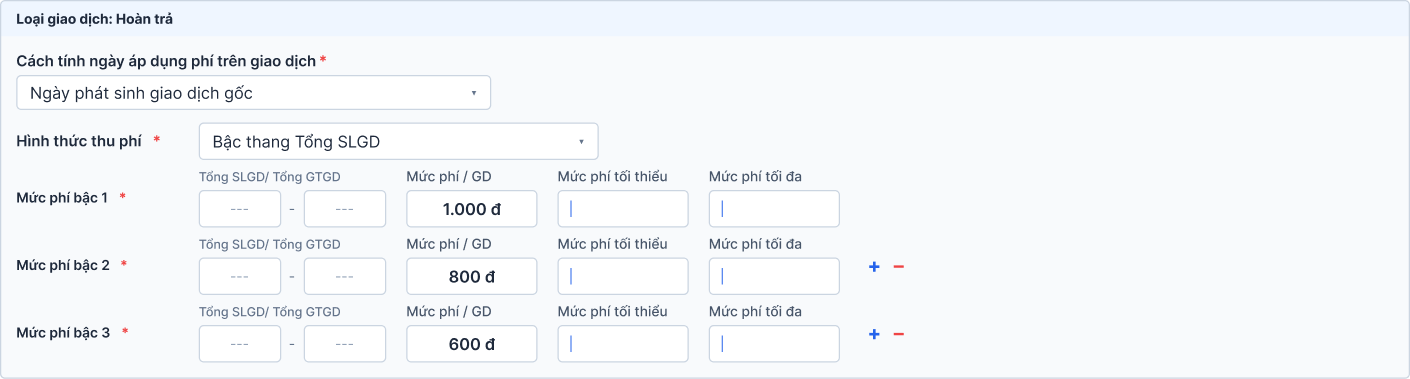 Loại giao dịch: Hoàn trả
Cách tính ngày áp dụng phí trên giao dịch *
Ngày phát sinh giao dịch gốc
Hình thức thu phí * Bậc thang Tổng SLGD
Tổng SLGD/ Tổng GTGD Mức phí / GD Mức phí tối thiểu Mức phí tối đa
Mức phí bậc 1 * --- - --- 1.000 đ
Tổng SLGD/ Tổng GTGD Mức phí / GD Mức phí tối thiểu Mức phí tối đa
Mức phí bậc 2 * --- - --- 800 đ + −
Tổng SLGD/ Tổng GTGD Mức phí / GD Mức phí tối thiểu Mức phí tối đa
Mức phí bậc 3 * --- - --- 600 đ + −